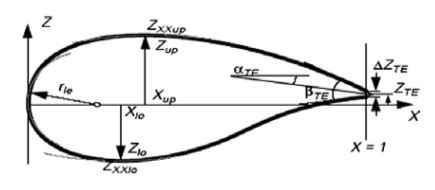 Z
Z_XXup
Z_up
α_TE
ΔZ_TE
r_le
β_TE
Z_TE
X_up
X_lo
X
Z_lo
Z_XXlo
X = 1